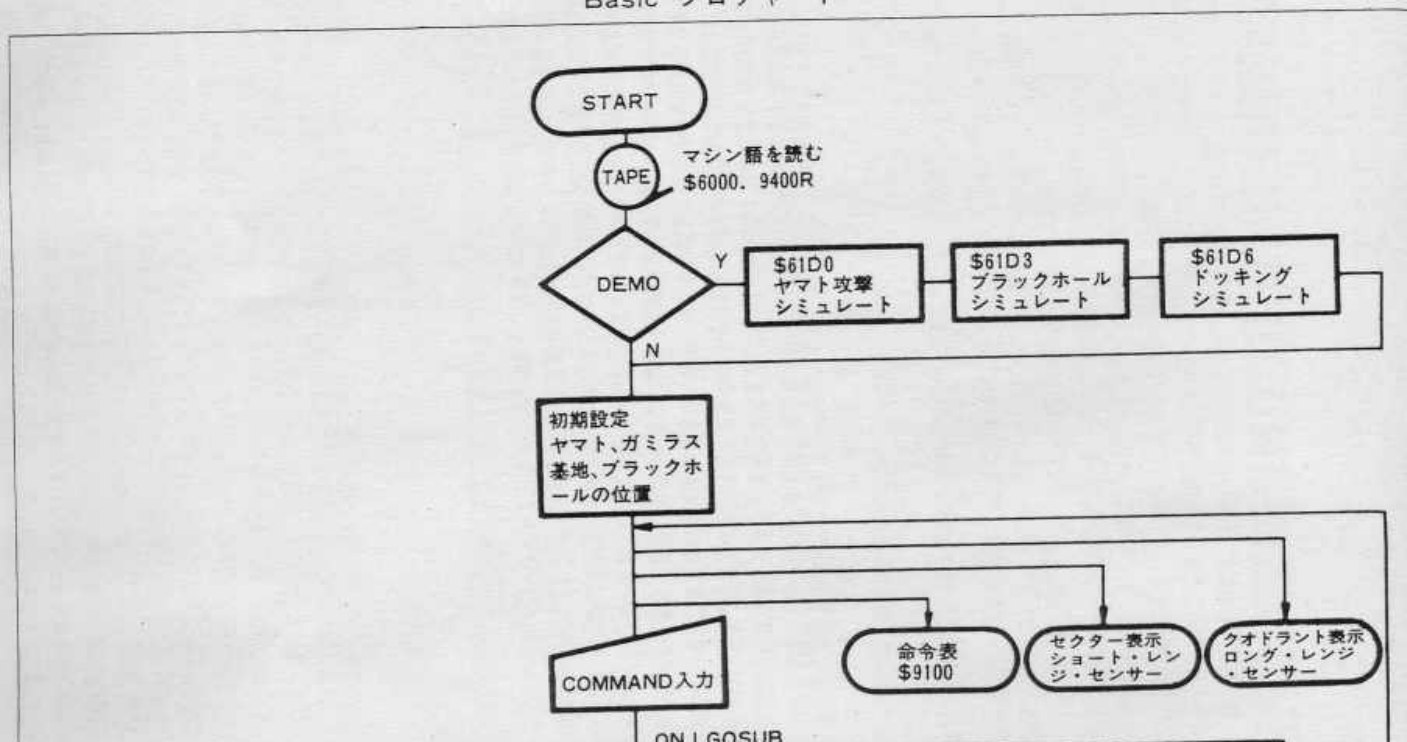 Basic フローチャート
START
TAPE
マシン語を読む
$6000. 9400R
DEMO
Y
$61D0
ヤマト攻撃
シミュレート
$61D3
ブラックホール
シミュレート
$61D6
ドッキング
シミュレート
N
初期設定
ヤマト、ガミラス
基地、ブラックホ
ールの位置
命令表
$9100
セクター表示
ショート・レン
ジ・センサー
クオドラント表示
ロング・レンジ
・センサー
COMMAND入力
ON I GOSUB